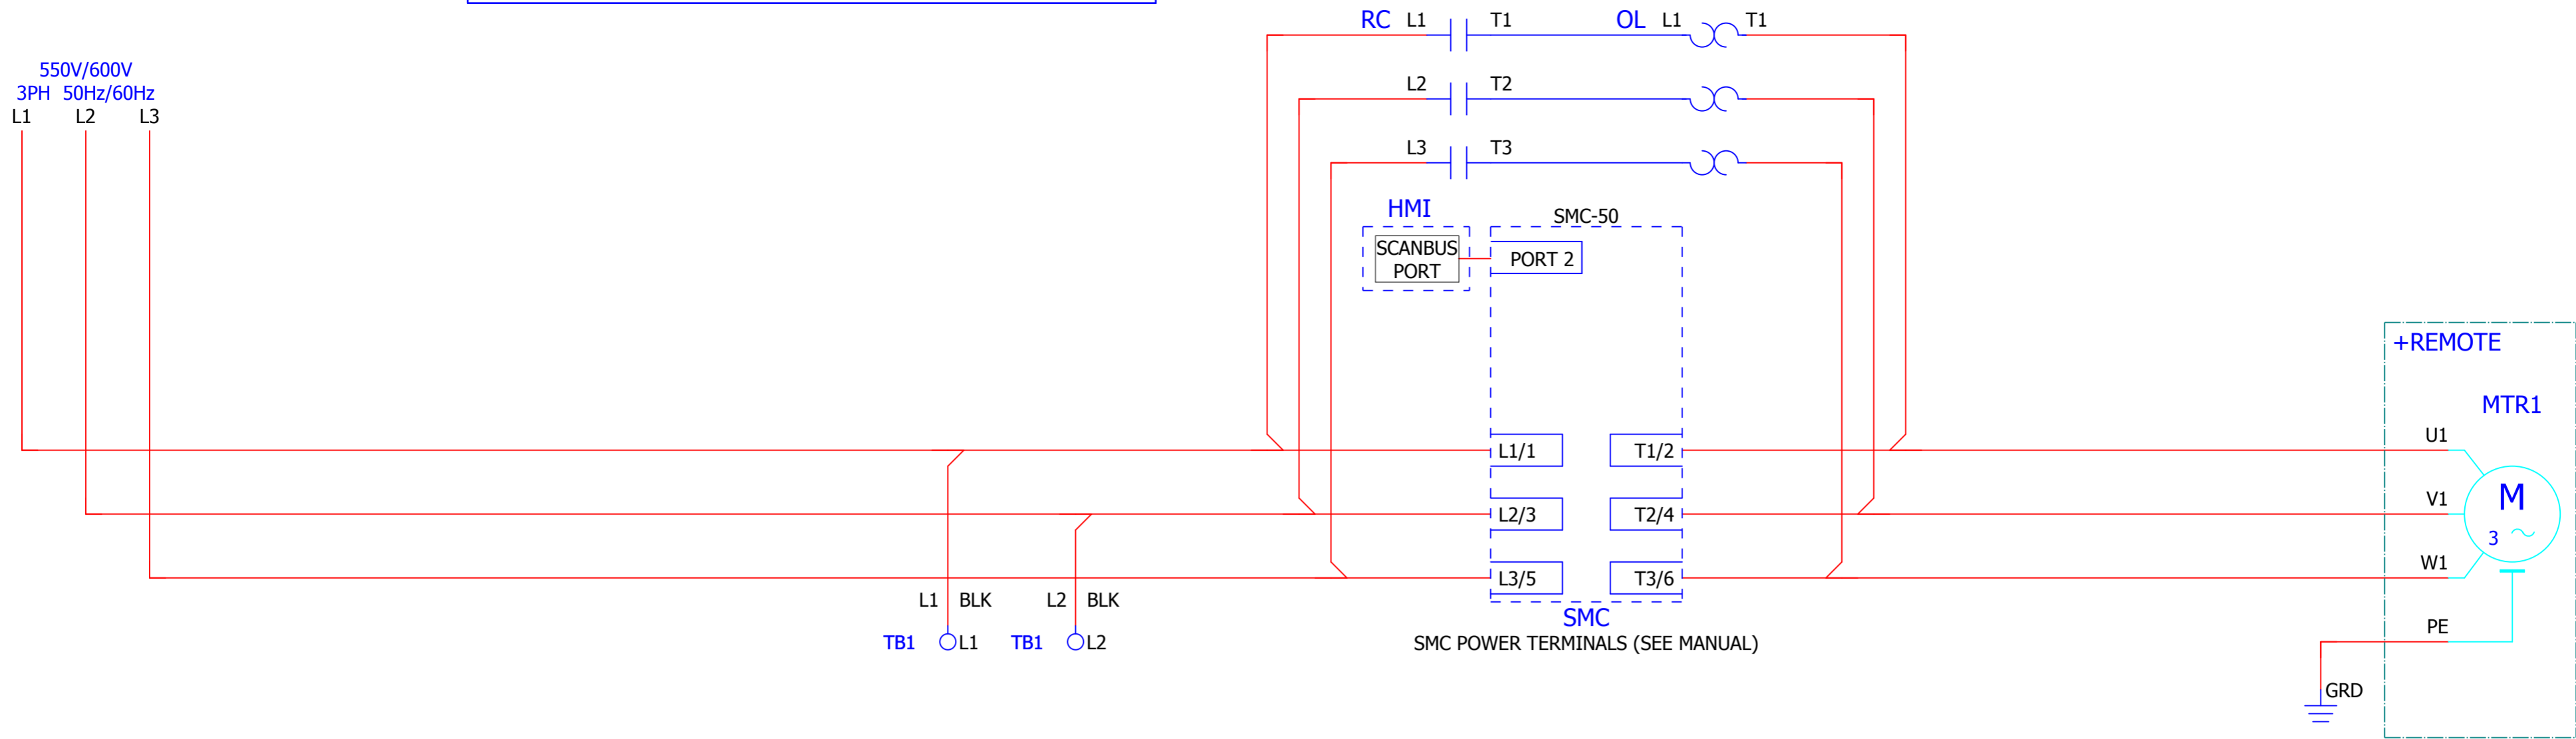 RC L1 T1 OL L1 T1
550V/600V
3PH 50Hz/60Hz
L1 L2 L3
L2 T2
L3 T3
HMI
SCANBUS
PORT
SMC-50
PORT 2
+REMOTE
MTR1
L1/1 T1/2 U1
L2/3 T2/4 V1
M
3
L3/5 T3/6 W1
L1 BLK L2 BLK
TB1 L1 TB1 L2
SMC
SMC POWER TERMINALS (SEE MANUAL)
PE
GRD